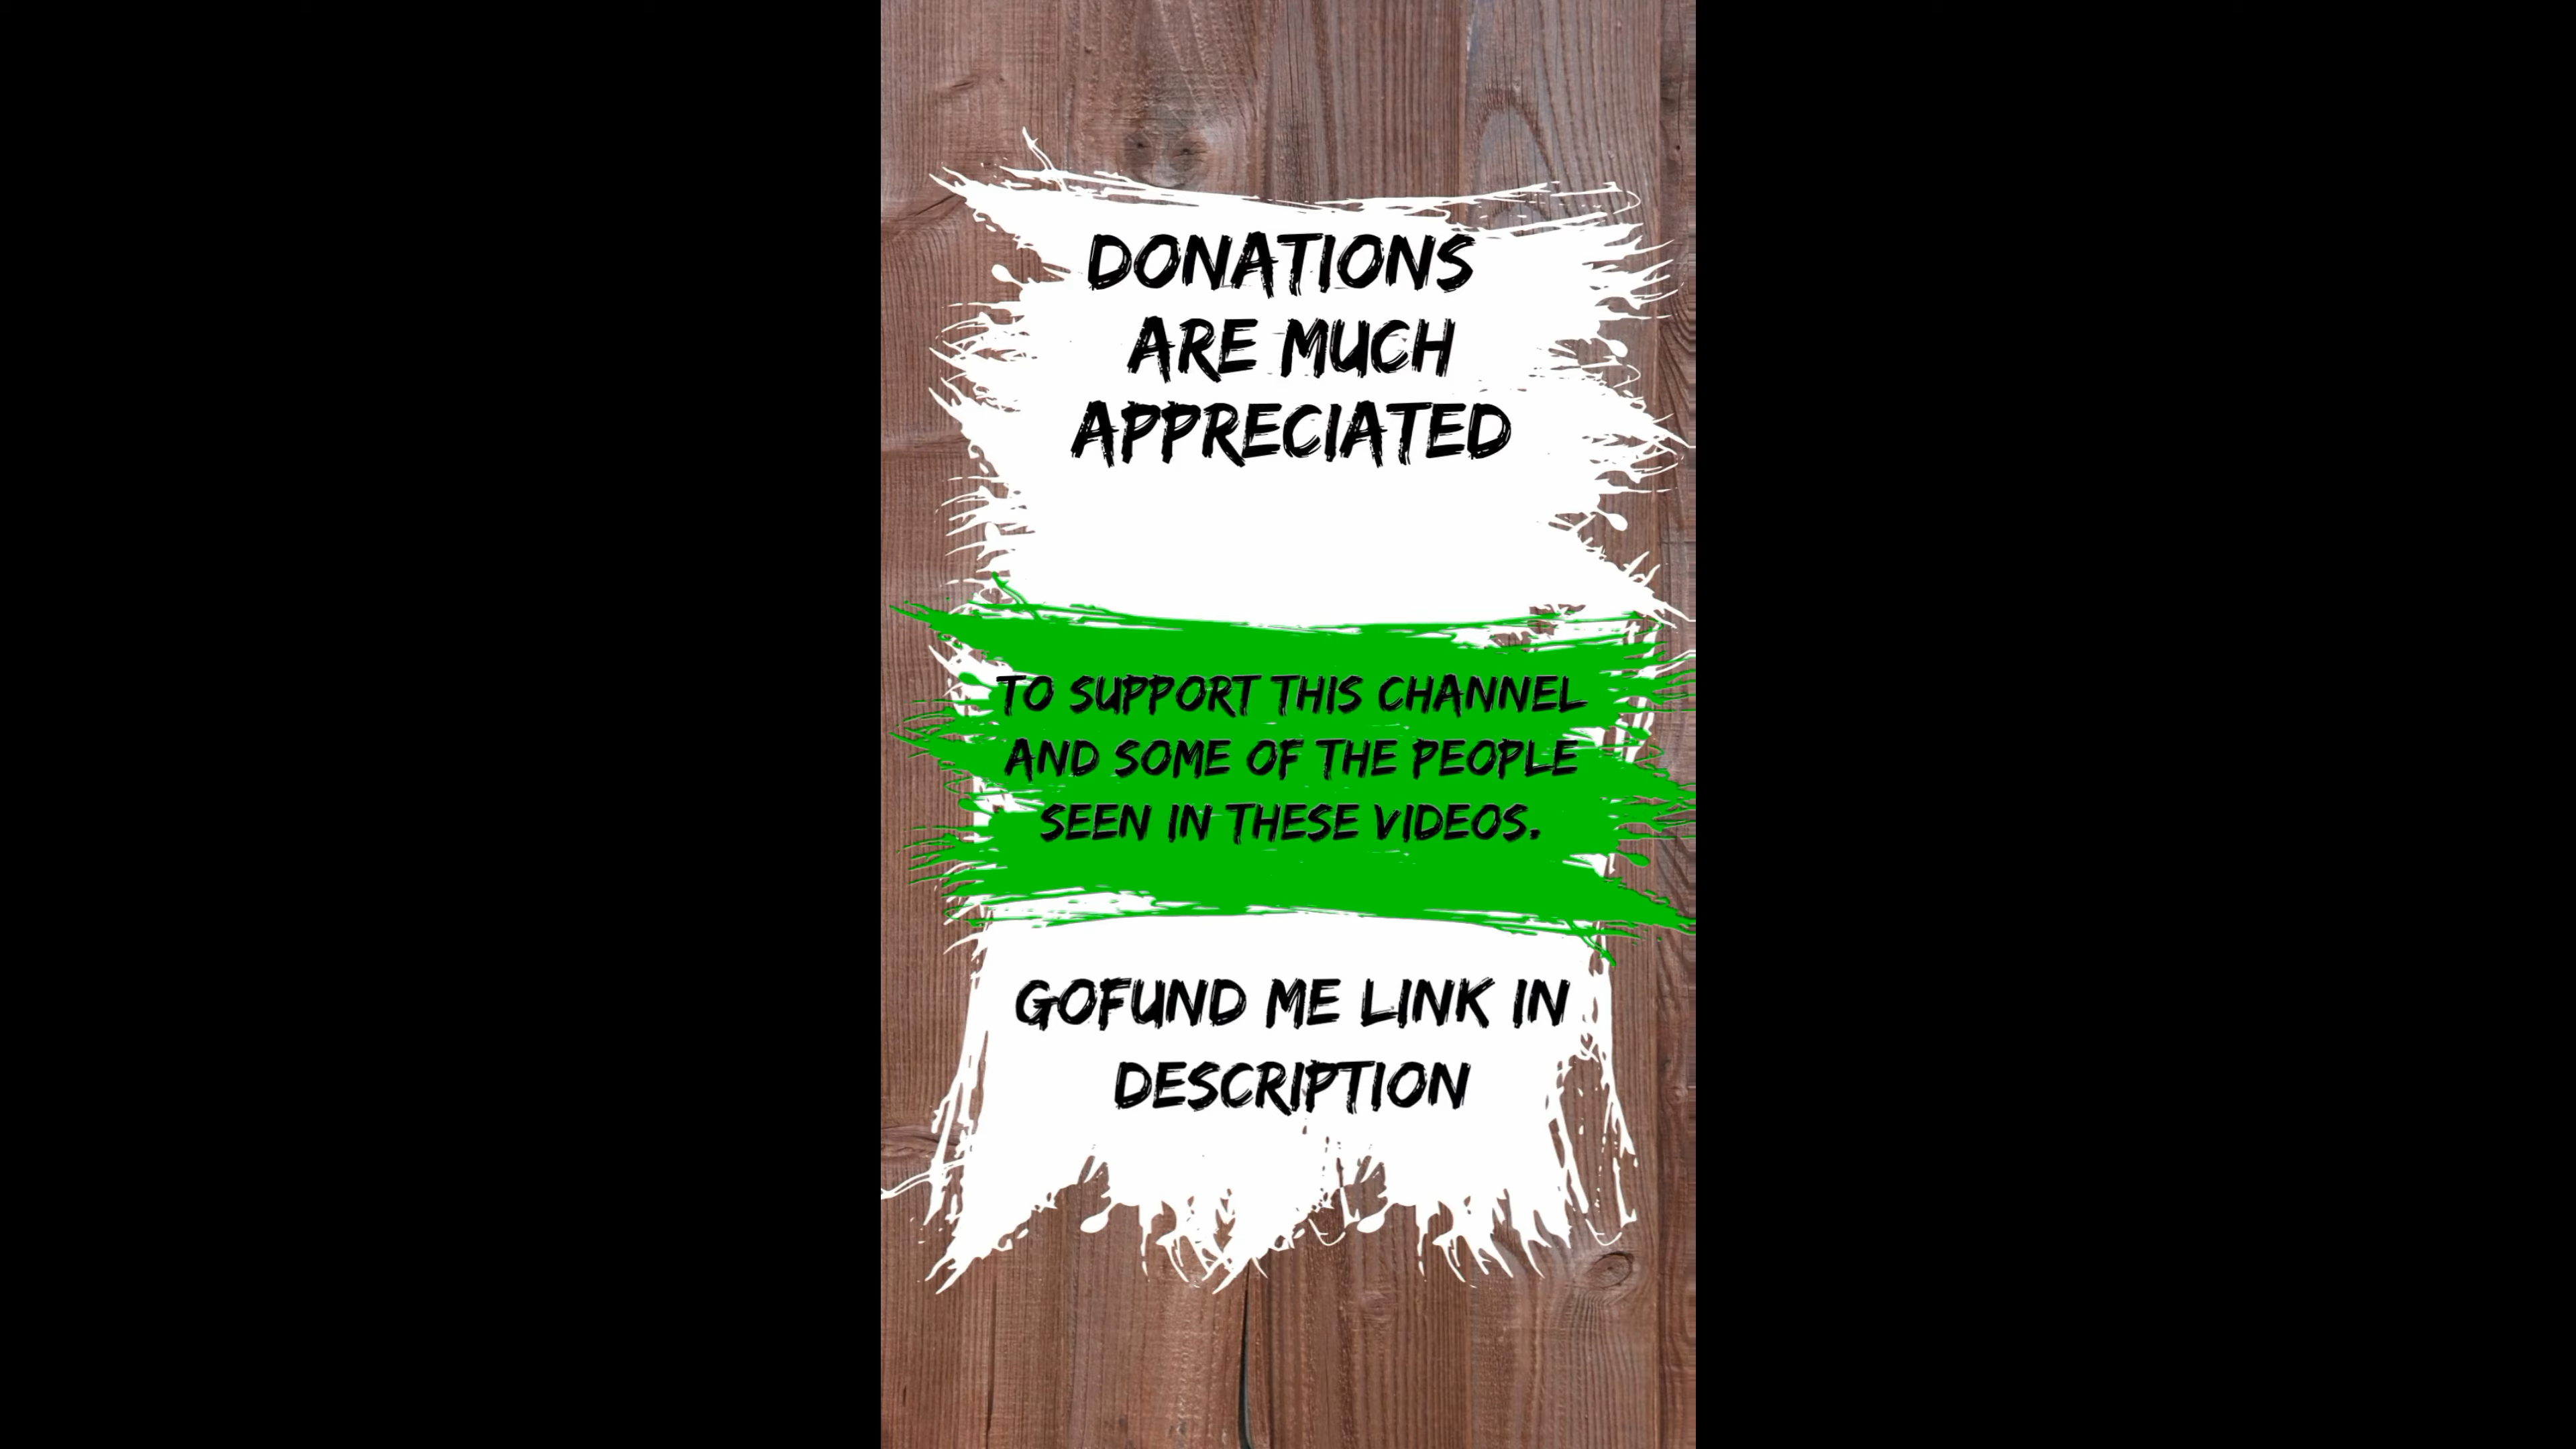 DONATIONS
ARE MUCH
APPRECIATED
TO SUPPORT THIS CHANNEL
AND SOME OF THE PEOPLE
SEEN IN THESE VIDEOS.
GOFUND ME LINK IN
DESCRIPTION